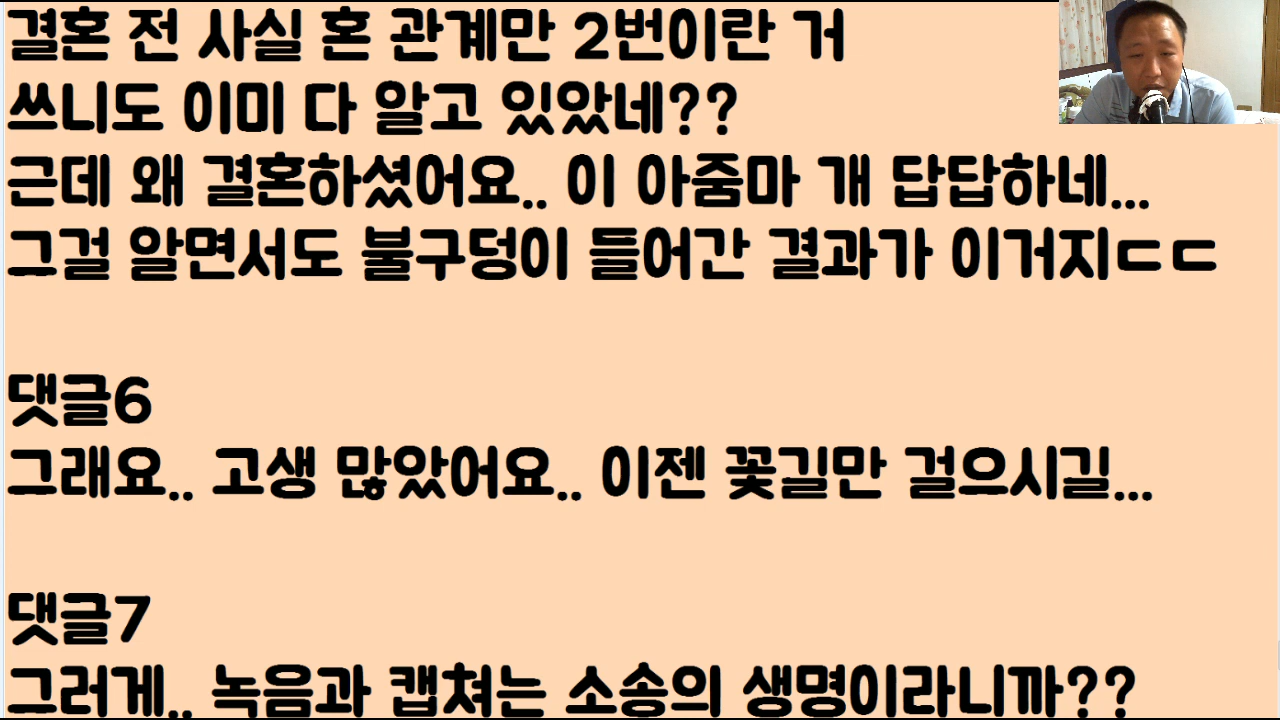 결혼 전 사실 혼 관계만 2번이란 거
쓰니도 이미 다 알고 있았네??
근데 왜 결혼하셨어요.. 이 아줌마 개 답답하네...
그걸 알면서도 불구덩이 들어간 결과가 이거지ㄷㄷ
댓글6
그래요.. 고생 많았어요.. 이젠 꽃길만 걸으시길...
댓글7
그러게.. 녹음과 캡쳐는 소송의 생명이라니까??